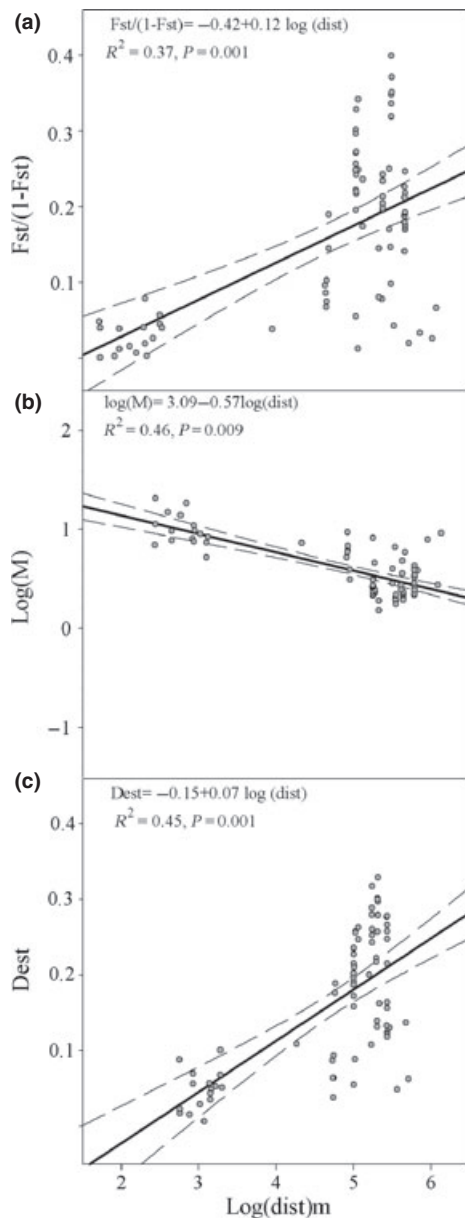 (a)
Fst/(1-Fst)= −0.42+0.12 log (dist)
R² = 0.37, P = 0.001
0.4
0.3
0.2
0.1
Fst/(1-Fst)
(b)
log(M)= 3.09−0.57log(dist)
R² = 0.46, P = 0.009
2
1
0
−1
Log(M)
(c)
Dest= −0.15+0.07 log (dist)
R² = 0.45, P = 0.001
0.4
0.3
0.2
0.1
Dest
2 3 4 5 6
Log(dist)m